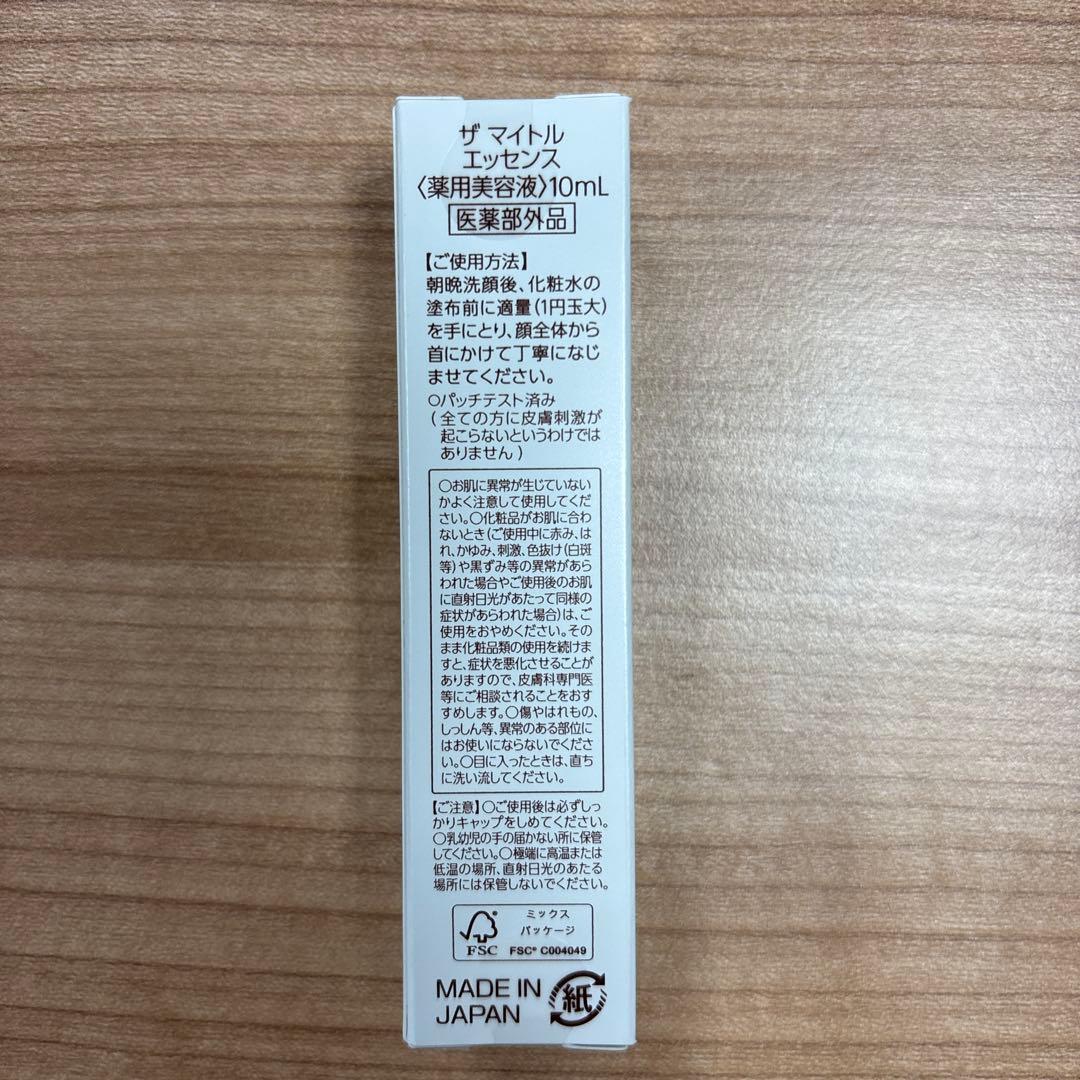 ザ マイトル
エッセンス
〈薬用美容液〉10mL
医薬部外品
【ご使用方法】
朝晩洗顔後、化粧水の
塗布前に適量(1円玉大)
を手にとり、顔全体から
首にかけて丁寧になじ
ませてください。
○パッチテスト済み
(全ての方に皮膚刺激が
起こらないというわけでは
ありません)
○お肌に異常が生じていない
かよく注意して使用してくだ
さい。○化粧品がお肌に合わ
ないとき(ご使用中に赤み、は
れ、かゆみ、刺激、色抜け(白斑
等)や黒ずみ等の異常があら
われた場合やご使用後のお肌
に直射日光があたって同様の
症状があらわれた場合)は、ご
使用をおやめください。その
まま化粧品類の使用を続けま
すと、症状を悪化させることが
ありますので、皮膚科専門医
等にご相談されることをおす
すめします。○傷やはれもの、
しっしん等、異常のある部位に
はお使いにならないでくださ
い。○目に入ったときは、直ち
に洗い流してください。
【ご注意】○ご使用後は必ずしっ
かりキャップをしめてください。
○乳幼児の手の届かない所に保管
してください。○極端に高温または
低温の場所、直射日光のあたる
場所には保管しないでください。
ミックス
パッケージ
FSC
FSC® C004049
MADE IN
JAPAN
紙